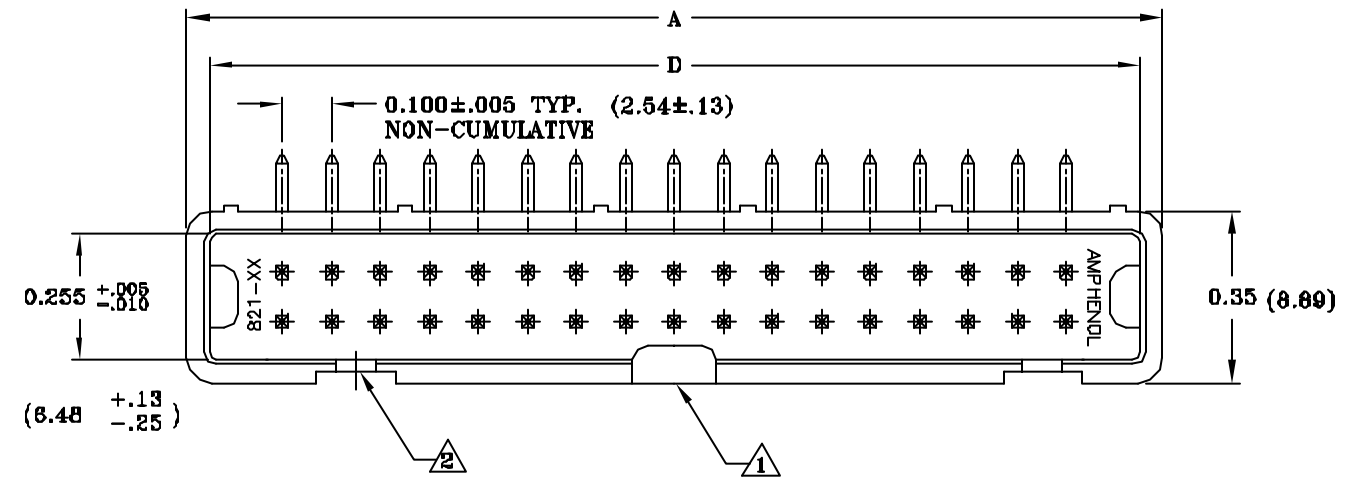 A
D
0.100±.005 TYP. (2.54±.13)
NON-CUMULATIVE
821-XX
AMPHENOL
0.255 +.005
-.010
0.35 (8.89)
(6.48 +.13
-.25 )
2
1